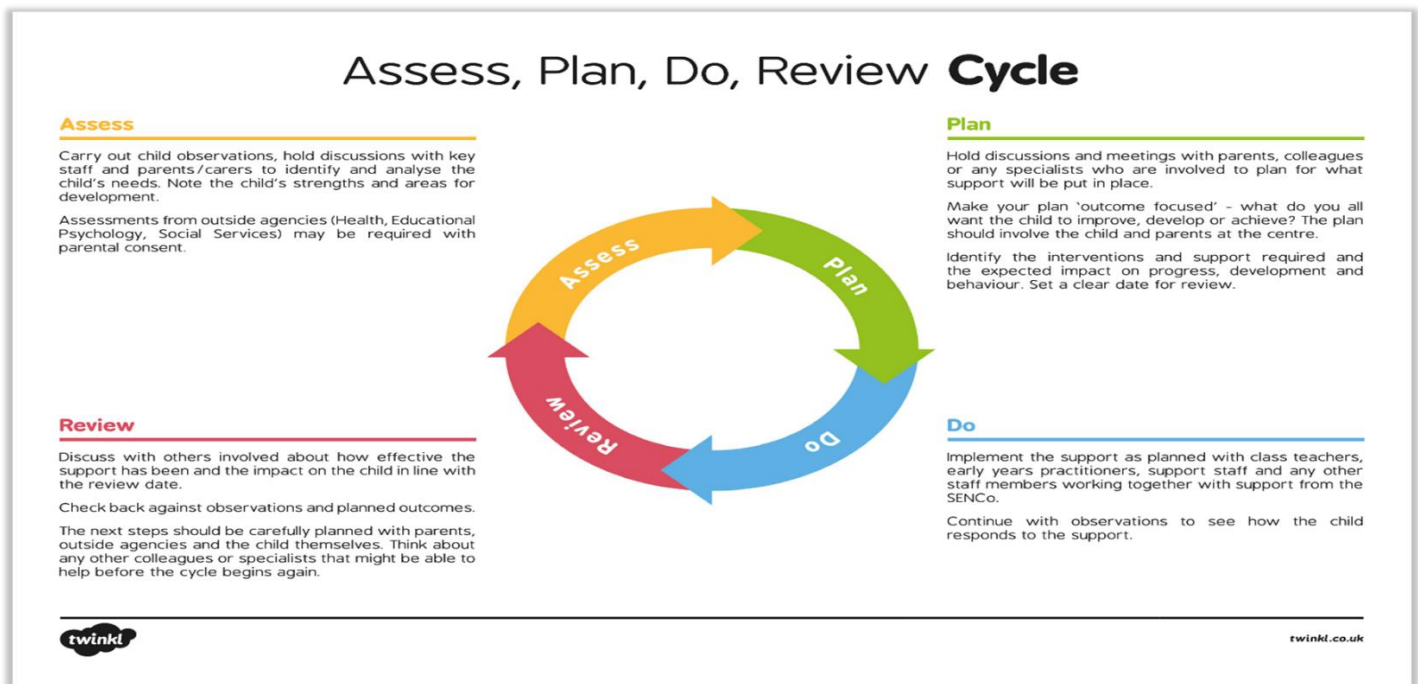 Assess, Plan, Do, Review Cycle
Assess
Carry out child observations, hold discussions with key
staff and parents/carers to identify and analyse the
child's needs. Note the child's strengths and areas for
development.
Assessments from outside agencies (Health, Educational
Psychology, Social Services) may be required with
parental consent.
Plan
Hold discussions and meetings with parents, colleagues
or any specialists who are involved to plan for what
support will be put in place.
Make your plan 'outcome focused' - what do you all
want the child to improve, develop or achieve? The plan
should involve the child and parents at the centre.
Identify the interventions and support required and
the expected impact on progress, development and
behaviour. Set a clear date for review.
Assess
Plan
Do
Review
Review
Discuss with others involved about how effective the
support has been and the impact on the child in line with
the review date.
Check back against observations and planned outcomes.
The next steps should be carefully planned with parents,
outside agencies and the child themselves. Think about
any other colleagues or specialists that might be able to
help before the cycle begins again.
Do
Implement the support as planned with class teachers,
early years practitioners, support staff and any other
staff members working together with support from the
SENCo.
Continue with observations to see how the child
responds to the support.
twinkl
twinkl.co.uk